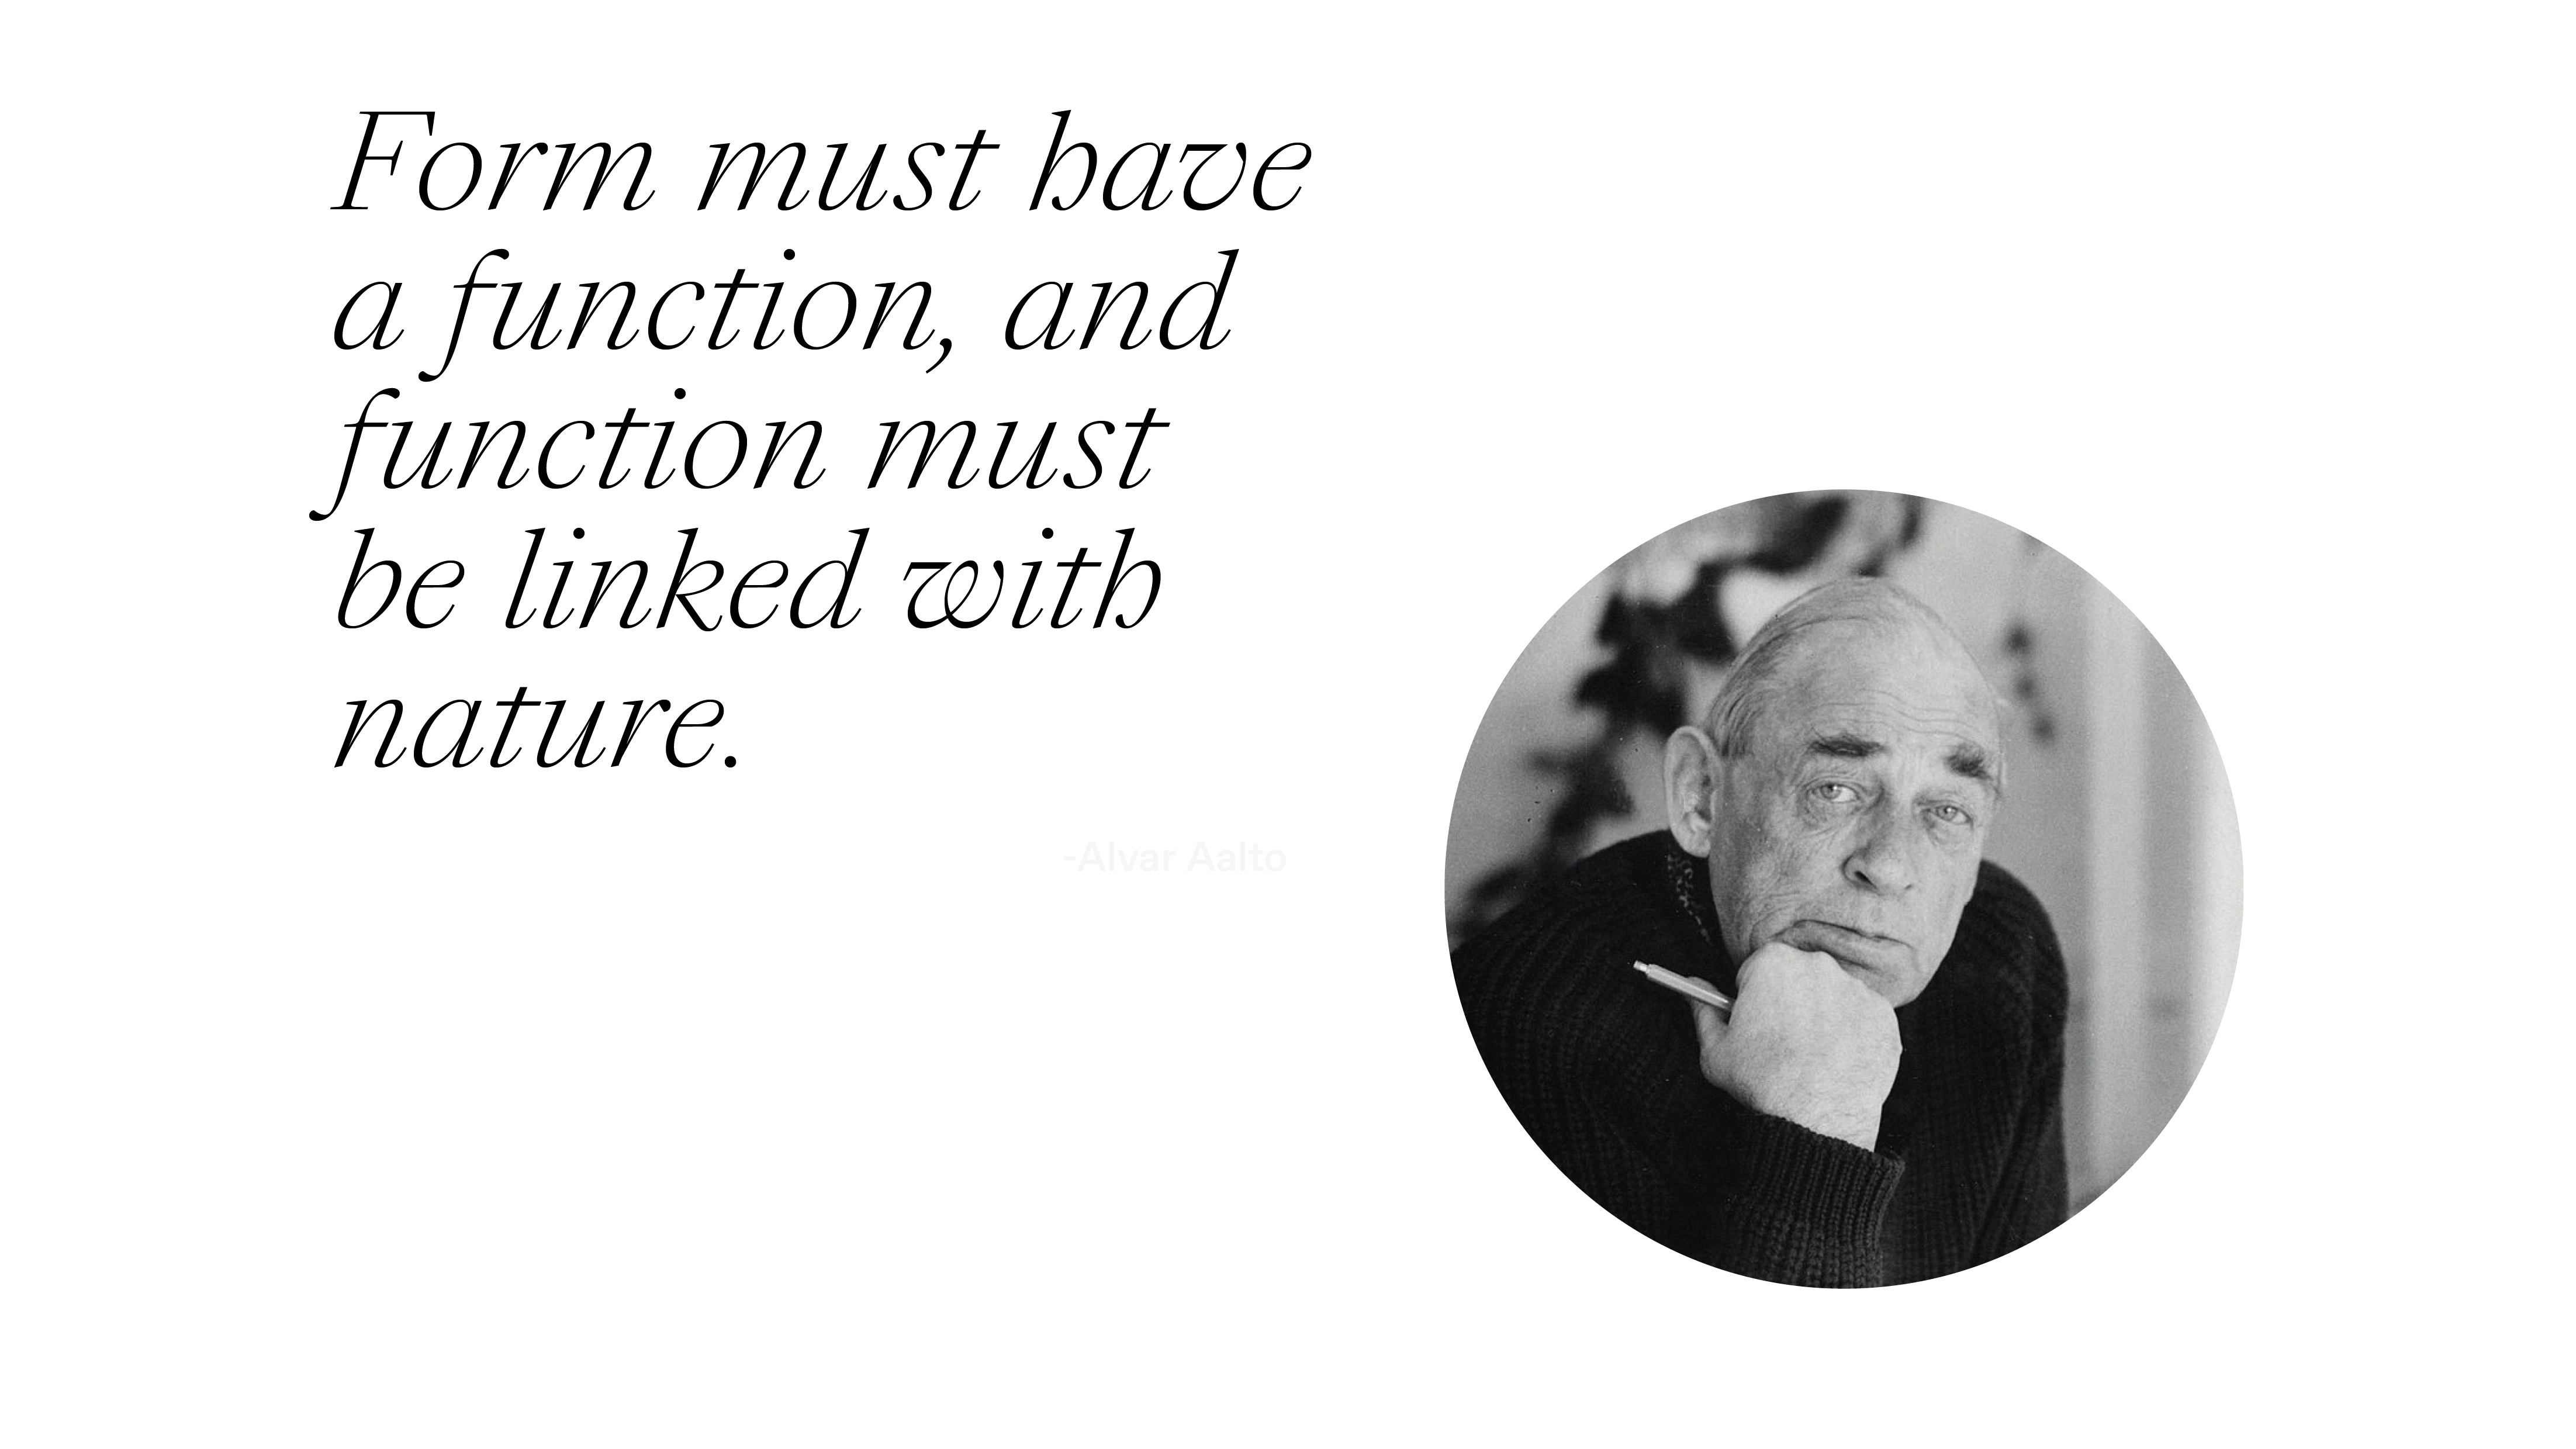 Form must have
a function, and
function must
be linked with
nature.
-Alvar Aalto